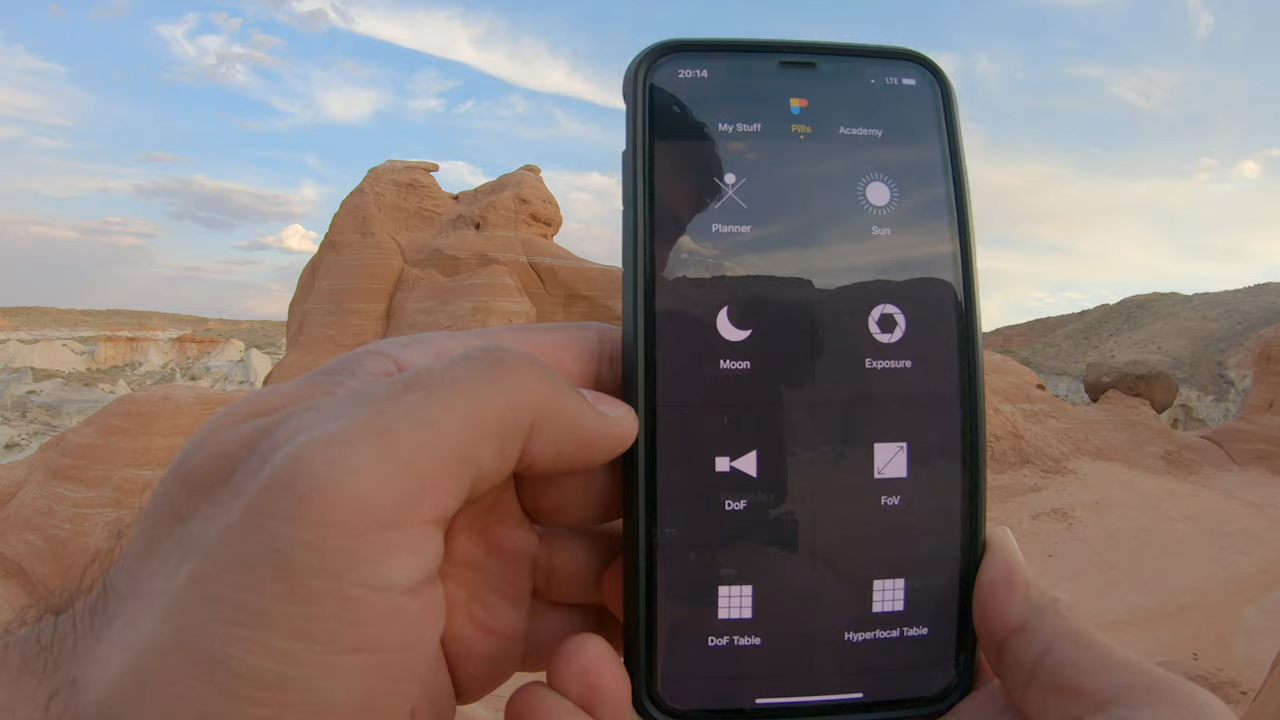 20:14 LTE
My Stuff Pills Academy
Planner Sun
Moon Exposure
DoF FoV
DoF Table Hyperfocal Table